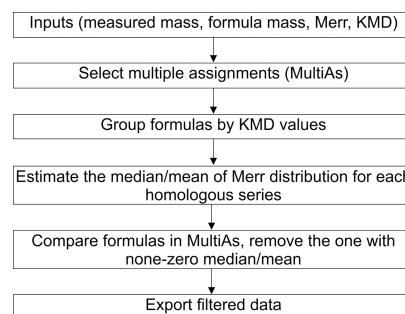 Inputs (measured mass, formula mass, Merr, KMD)
Select multiple assignments (MultiAs)
Group formulas by KMD values
Estimate the median/mean of Merr distribution for each
homologous series
Compare formulas in MultiAs, remove the one with
none-zero median/mean
Export filtered data